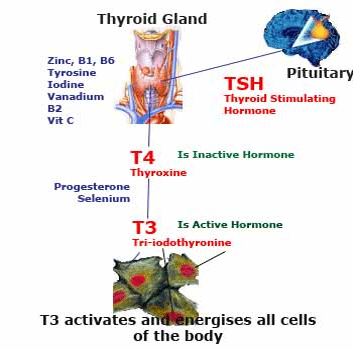 Thyroid Gland
Pituitary
Zinc, B1, B6
Tyrosine
Iodine
Vanadium
B2
Vit C
TSH
Thyroid Stimulating
Hormone
T4
Is Inactive Hormone
Thyroxine
Progesterone
Selenium
T3
Is Active Hormone
Tri-iodothyronine
T3 activates and energises all cells
of the body